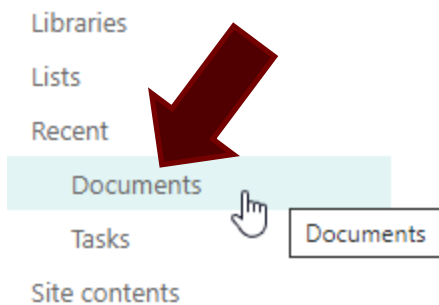 Libraries
Lists
Recent
Documents
Tasks
Documents
Site contents